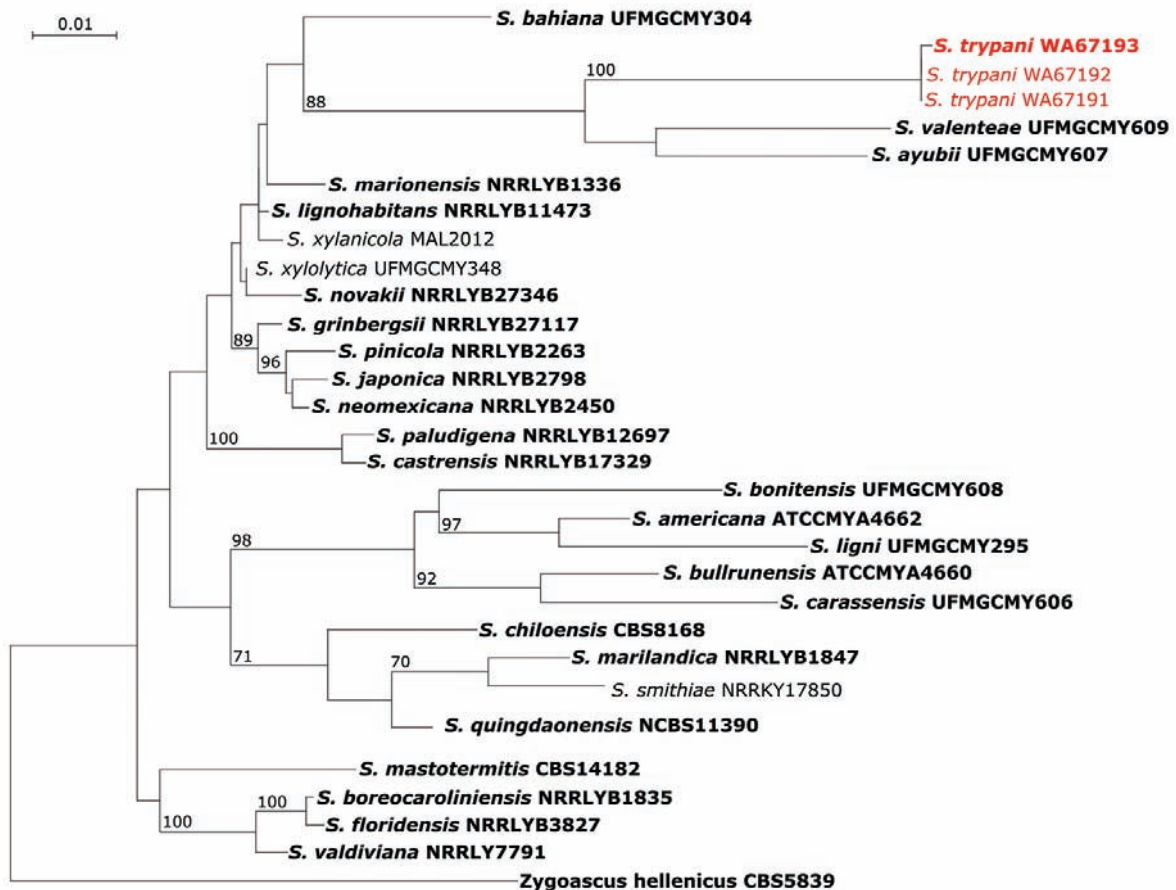 0.01
S. bahiana UFMGCMY304
S. trypani WA67193
100
S. trypani WA67192
88
S. trypani WA67191
S. valenteae UFMGCMY609
S. ayubii UFMGCMY607
S. marionensis NRRLYB1336
S. lignohabitans NRRLYB11473
S. xylanicola MAL2012
S. xylolytica UFMGCMY348
S. novakii NRRLYB27346
S. grinbergsii NRRLYB27117
89
S. pinicola NRRLYB2263
96
S. japonica NRRLYB2798
S. neomexicana NRRLYB2450
S. paludigena NRRLYB12697
100
S. castrensis NRRLYB17329
S. bonitensis UFMGCMY608
S. americana ATCCMYA4662
97
98
S. ligni UFMGCMY295
S. bullrunensis ATCCMYA4660
92
S. carassensis UFMGCMY606
S. chiloensis CBS8168
71
70
S. marilandica NRRLYB1847
S. smithiae NRRKY17850
S. quingdaonensis NCBS11390
S. mastotermitis CBS14182
100
S. boreocaroliniensis NRRLYB1835
100
S. floridensis NRRLYB3827
S. valdiviana NRRLY7791
Zygoascus hellenicus CBS5839